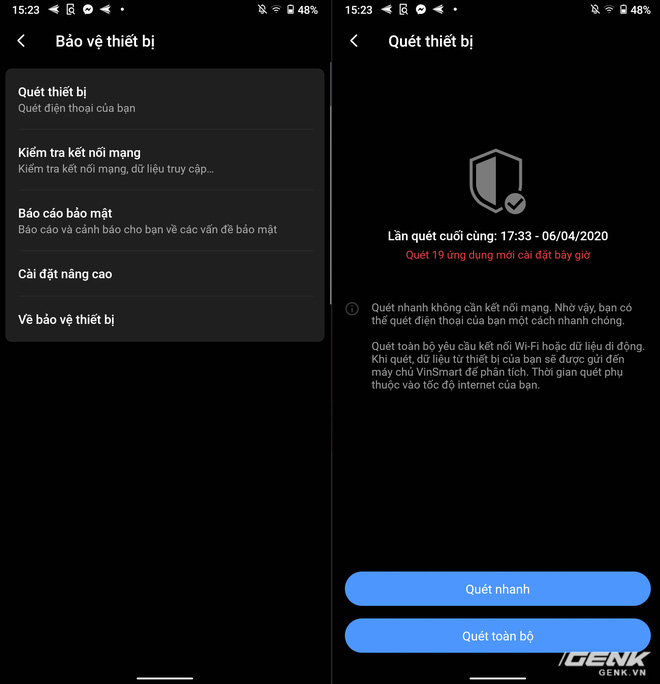 15:23
48%
Bảo vệ thiết bị
Quét thiết bị
Quét điện thoại của bạn
Kiểm tra kết nối mạng
Kiểm tra kết nối mạng, dữ liệu truy cập...
Báo cáo bảo mật
Báo cáo và cảnh báo cho bạn về các vấn đề bảo mật
Cài đặt nâng cao
Về bảo vệ thiết bị
15:23
48%
Quét thiết bị
Lần quét cuối cùng: 17:33 - 06/04/2020
Quét 19 ứng dụng mới cài đặt bây giờ
Quét nhanh không cần kết nối mạng. Nhờ vậy, bạn có
thể quét điện thoại của bạn một cách nhanh chóng.
Quét toàn bộ yêu cầu kết nối Wi-Fi hoặc dữ liệu di động.
Khi quét, dữ liệu từ thiết bị của bạn sẽ được gửi đến
máy chủ VinSmart để phân tích. Thời gian quét phụ
thuộc vào tốc độ internet của bạn.
Quét nhanh
Quét toàn bộ
GENK
GENK.VN